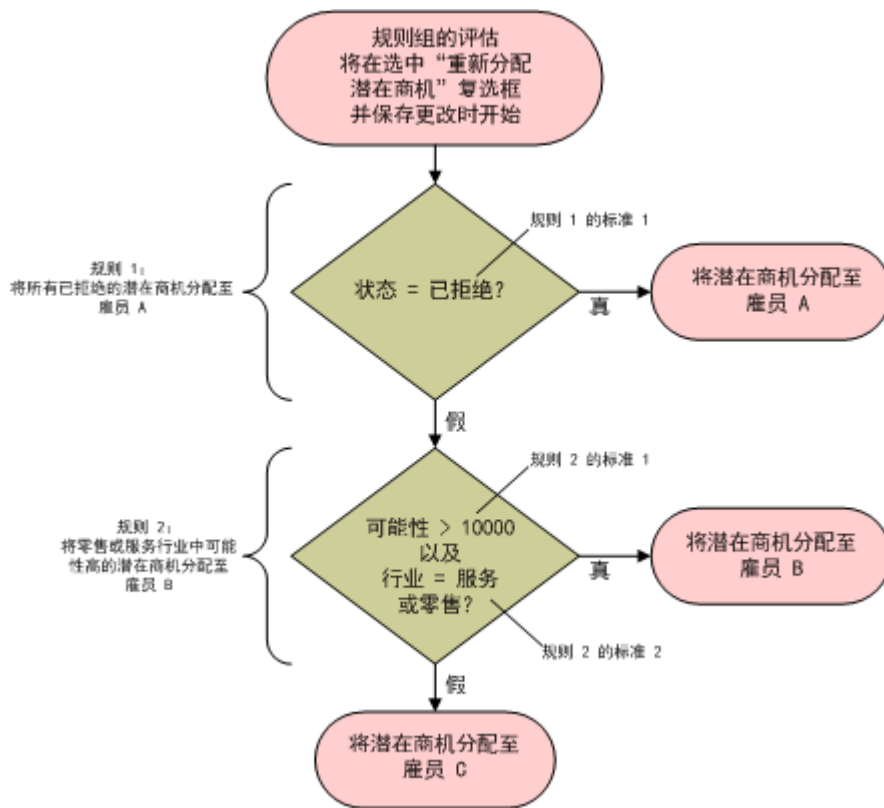 规则组的评估
将在选中“重新分配
潜在商机”复选框
并保存更改时开始
规则 1 的标准 1
规则 1:
将所有已拒绝的潜在商机分配至
雇员 A
状态 = 已拒绝?
真
将潜在商机分配至
雇员 A
假
规则 2 的标准 1
规则 2:
将零售或服务行业中可能
性高的潜在商机分配至
雇员 B
可能性 > 10000
以及
行业 = 服务
或零售?
真
将潜在商机分配至
雇员 B
规则 2 的标准 2
假
将潜在商机分配至
雇员 C